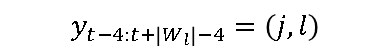 y_{t−4:t+|W_l|−4} = (j, l)